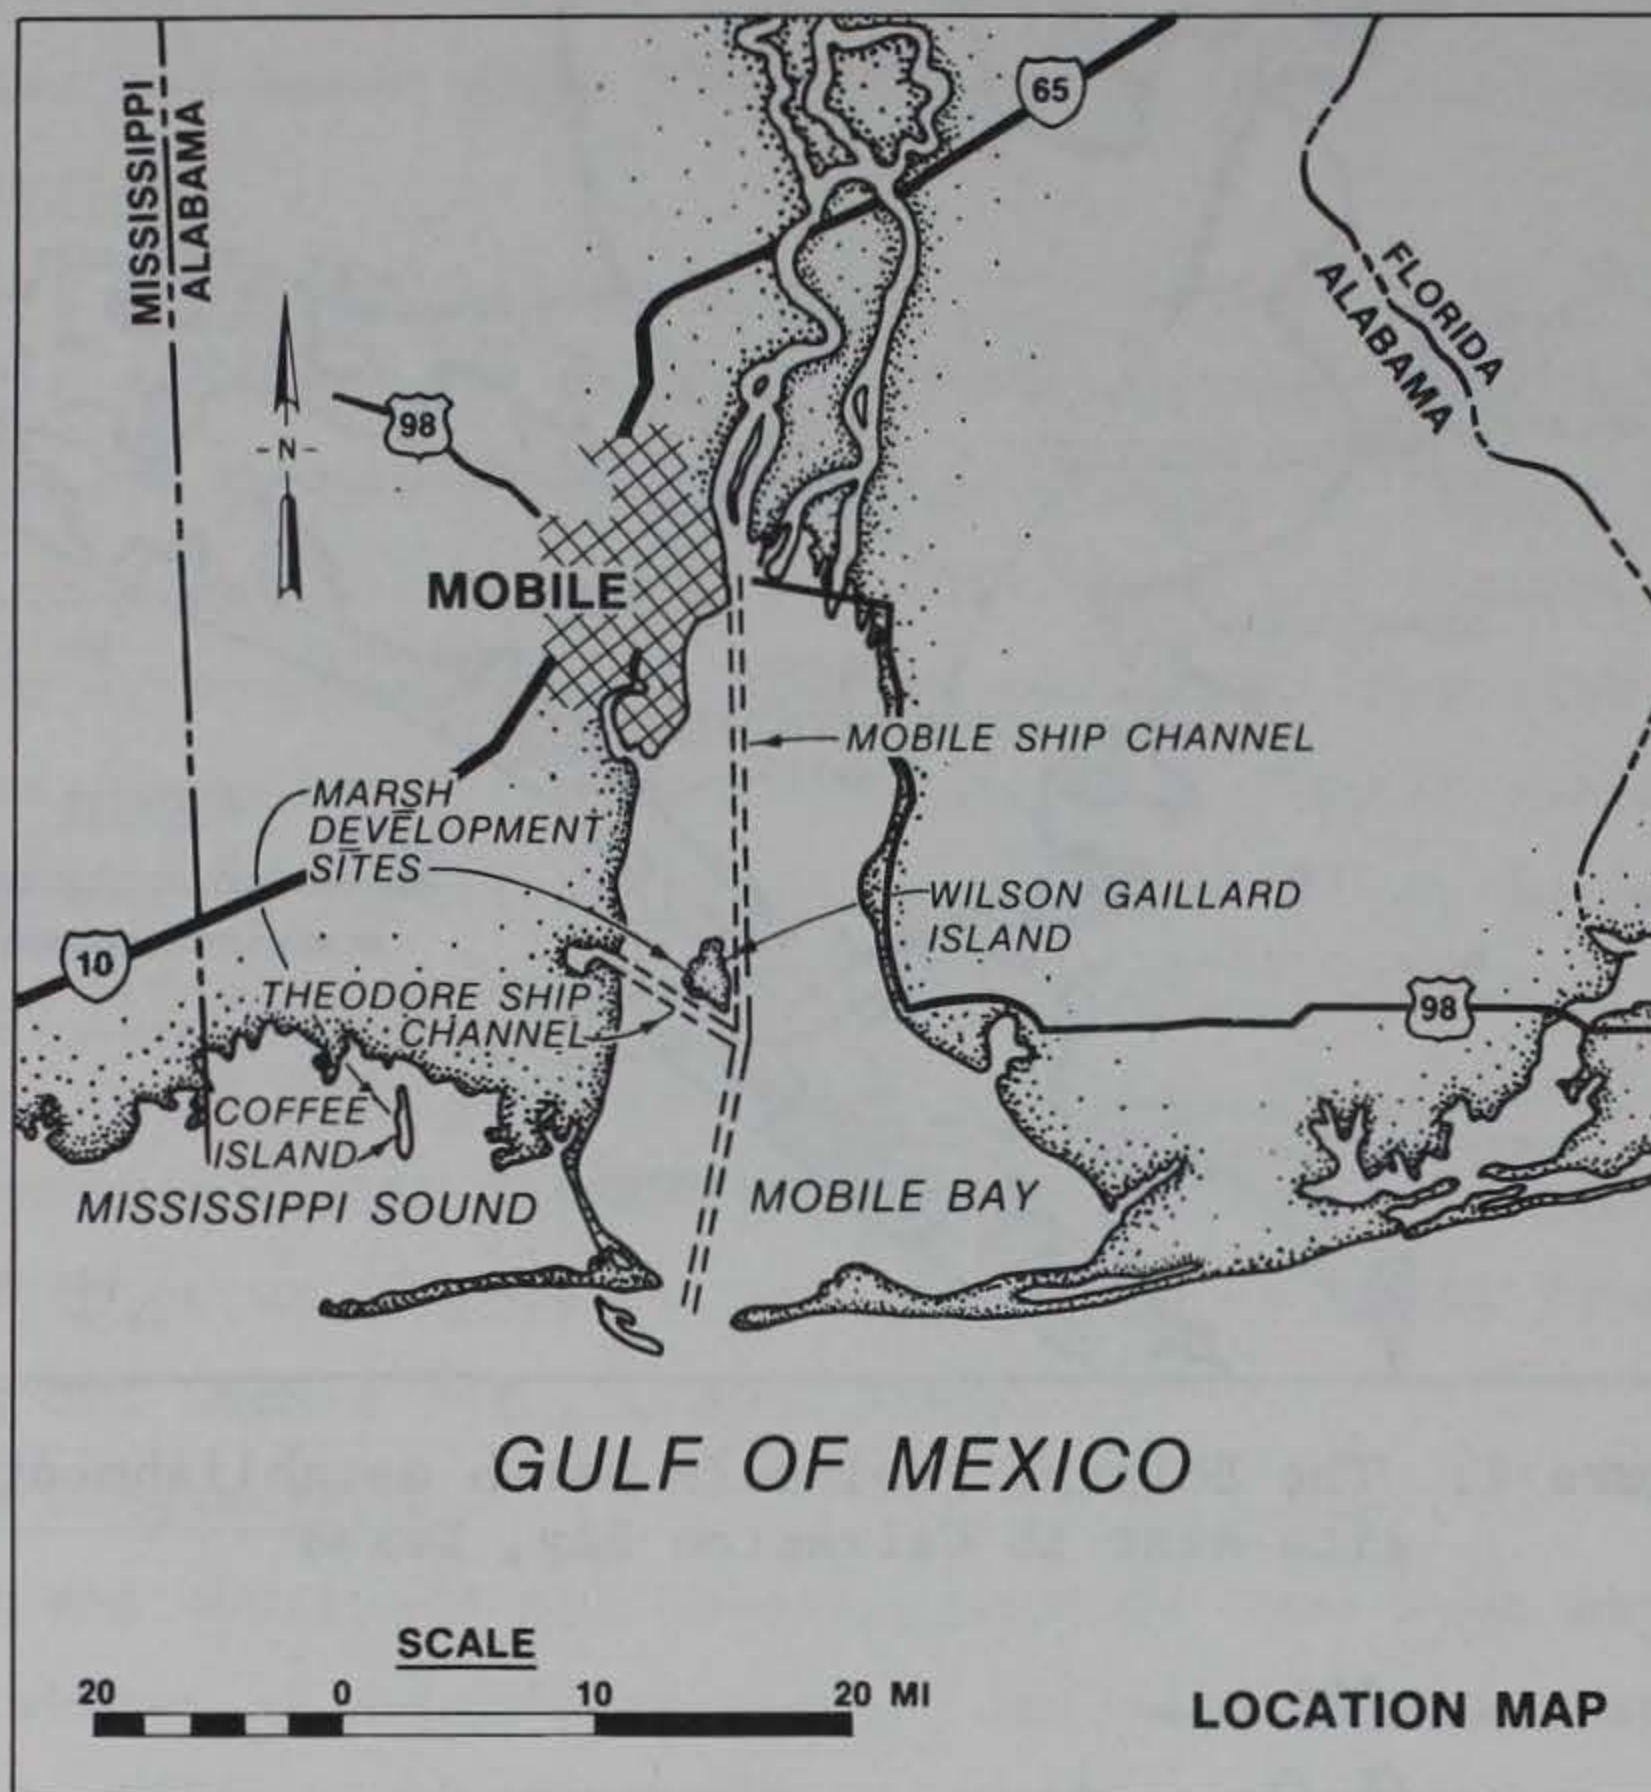 MISSISSIPPI
ALABAMA
65
FLORIDA
ALABAMA
98
N
MOBILE
MOBILE SHIP CHANNEL
MARSH
DEVELOPMENT
SITES
WILSON GAILLARD
ISLAND
10
THEODORE SHIP
CHANNEL
98
COFFEE
ISLAND
MISSISSIPPI SOUND
MOBILE BAY
GULF OF MEXICO
SCALE
20 0 10 20 MI
LOCATION MAP